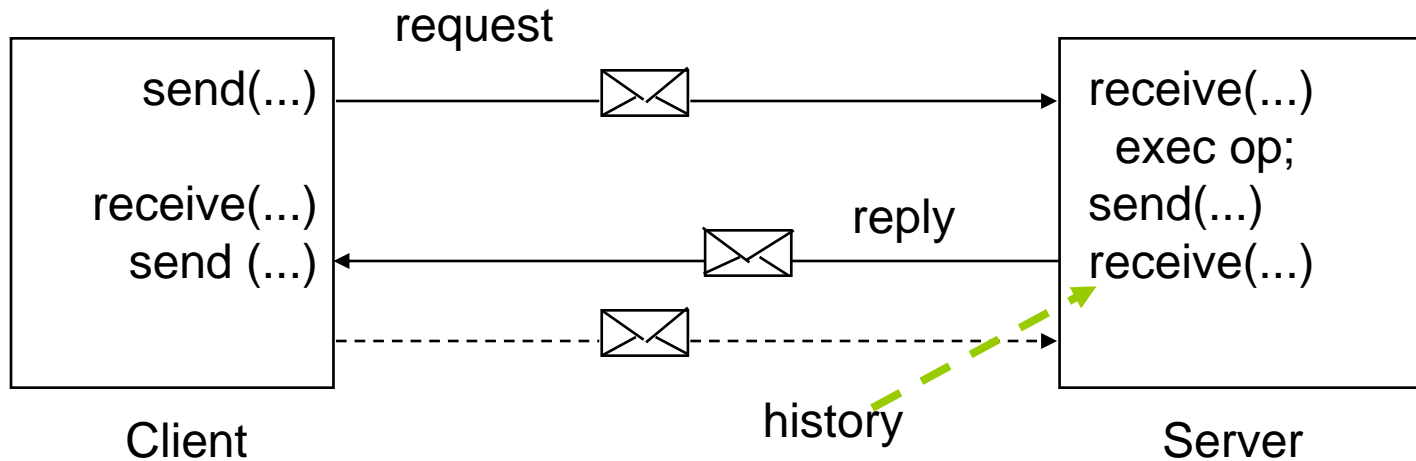 request
send(...)
receive(...)
send (...)
receive(...)
exec op;
send(...)
receive(...)
reply
history
Client
Server